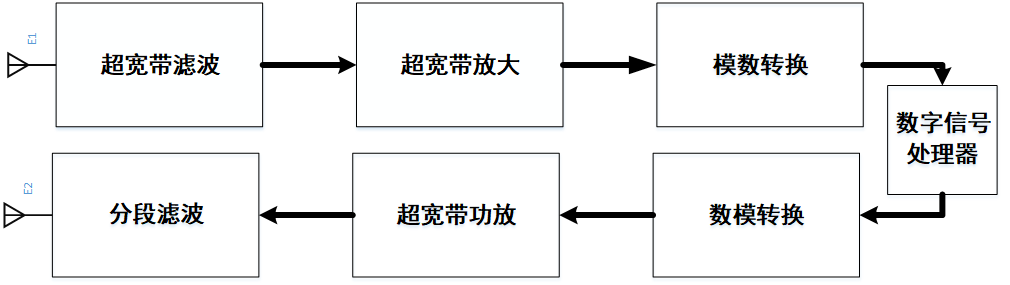 E1
超宽带滤波
超宽带放大
模数转换
数字信号
处理器
E2
分段滤波
超宽带功放
数模转换